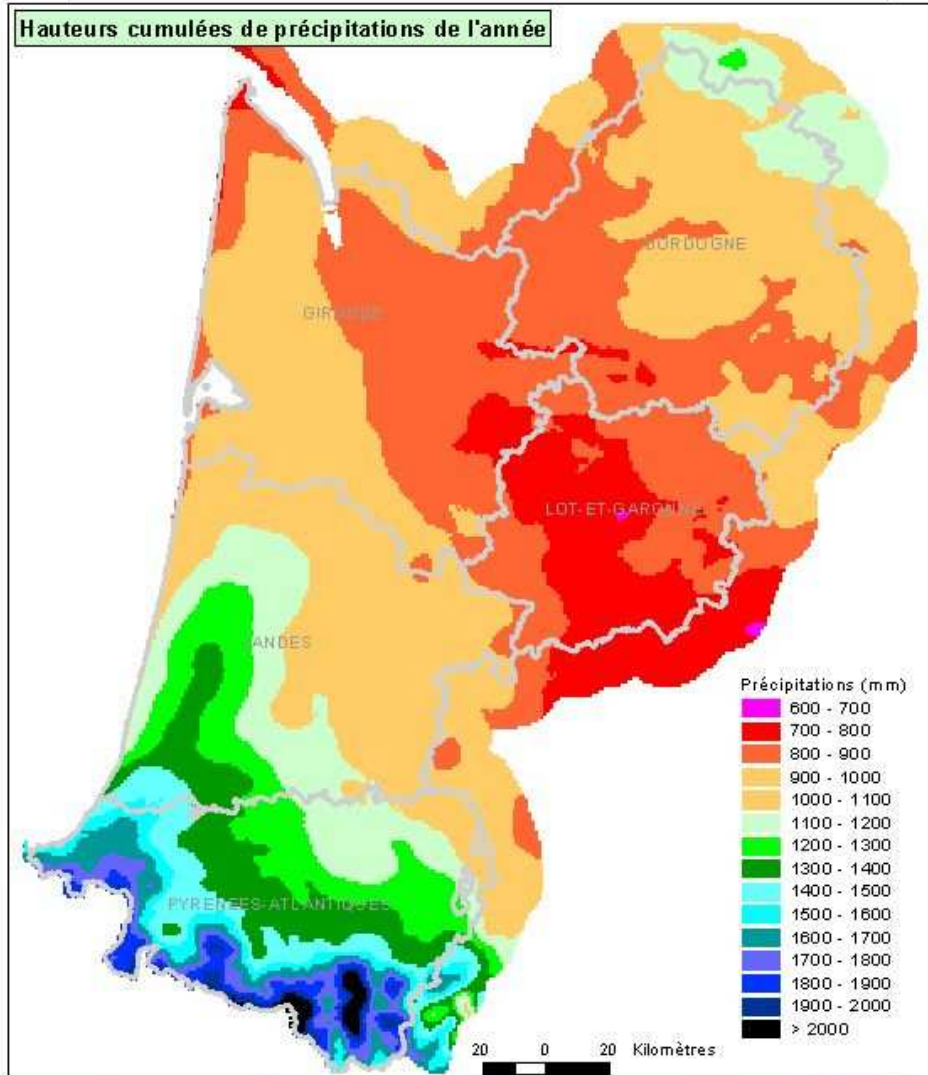 Hauteurs cumulées de précipitations de l'année
DORDOGNE
GIRONDE
LOT-ET-GARONNE
LANDES
Précipitations (mm)
600 - 700
700 - 800
800 - 900
900 - 1000
1000 - 1100
1100 - 1200
1200 - 1300
1300 - 1400
1400 - 1500
1500 - 1600
1600 - 1700
1700 - 1800
1800 - 1900
1900 - 2000
> 2000
PYRENEES-ATLANTIQUES
20 0 20 Kilomètres